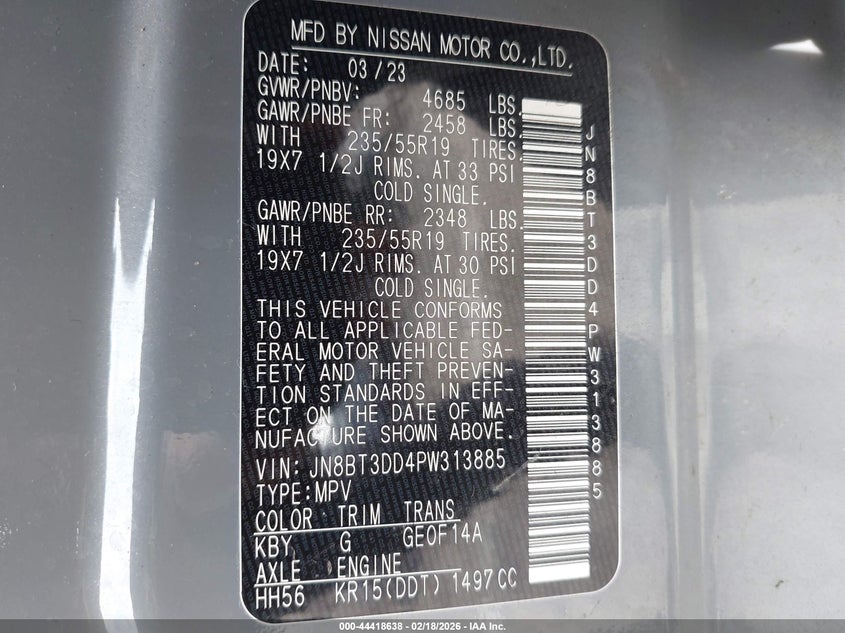 MFD BY NISSAN MOTOR CO.,LTD.
DATE: 03/23
GVWR/PNBV: 4685 LBS.
GAWR/PNBE FR: 2458 LBS.
WITH 235/55R19 TIRES.
19X7 1/2J RIMS. AT 33 PSI
COLD SINGLE.
GAWR/PNBE RR: 2348 LBS.
WITH 235/55R19 TIRES.
19X7 1/2J RIMS. AT 30 PSI
COLD SINGLE.
THIS VEHICLE CONFORMS
TO ALL APPLICABLE FED-
ERAL MOTOR VEHICLE SA-
FETY AND THEFT PREVEN-
TION STANDARDS IN EFF-
ECT ON THE DATE OF MA-
NUFACTURE SHOWN ABOVE.
VIN: JN8BT3DD4PW313885
TYPE:MPV
COLOR TRIM TRANS
KBY G GE0F14A
AXLE ENGINE
HH56 KR15(DDT) 1497CC
JN8BT3DD4PW313885
000-44418638 - 02/18/2026 - IAA Inc.